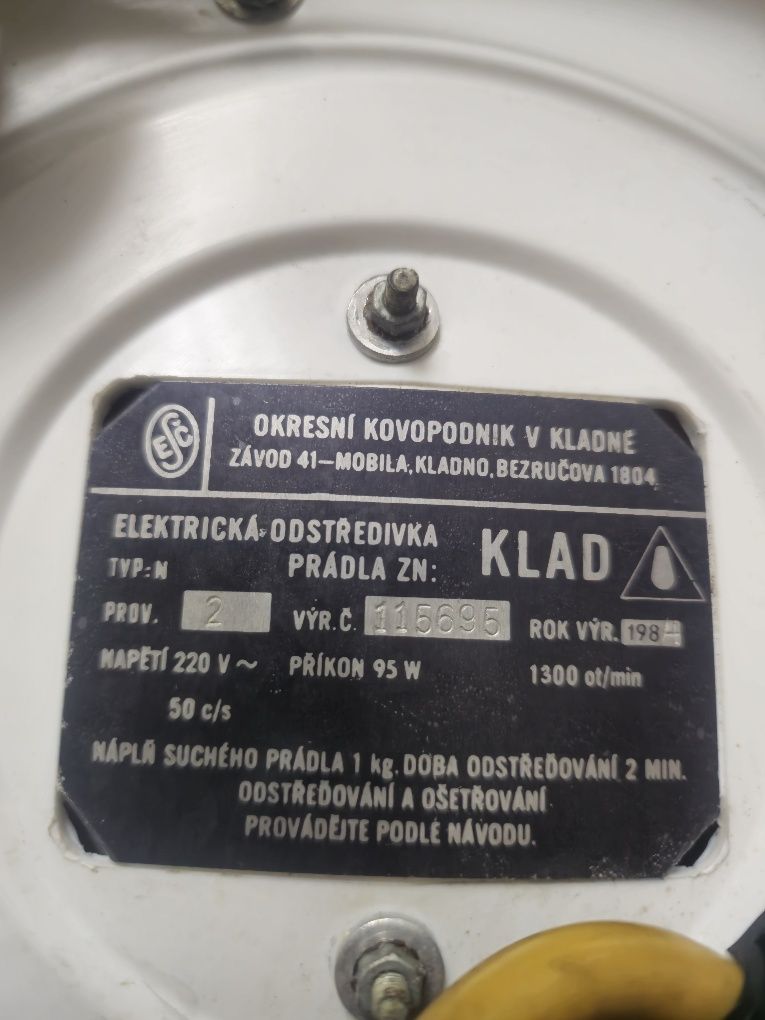 ESČ
OKRESNÍ KOVOPODNIK V KLADNĚ
ZÁVOD 41–MOBILA, KLADNO, BEZRUČOVA 1804
ELEKTRICKÁ ODSTŘEDIVKA
PRÁDLA ZN: KLAD
TYP: N
PROV. 2 VÝR. Č. 115695 ROK VÝR. 1984
NAPĚTÍ 220 V ~ PŘÍKON 95 W 1300 ot/min
50 c/s
NÁPLŇ SUCHÉHO PRÁDLA 1 kg. DOBA ODSTŘEĎOVÁNÍ 2 MIN.
ODSTŘEĎOVÁNÍ A OŠETŘOVÁNÍ
PROVÁDĚJTE PODLE NÁVODU.